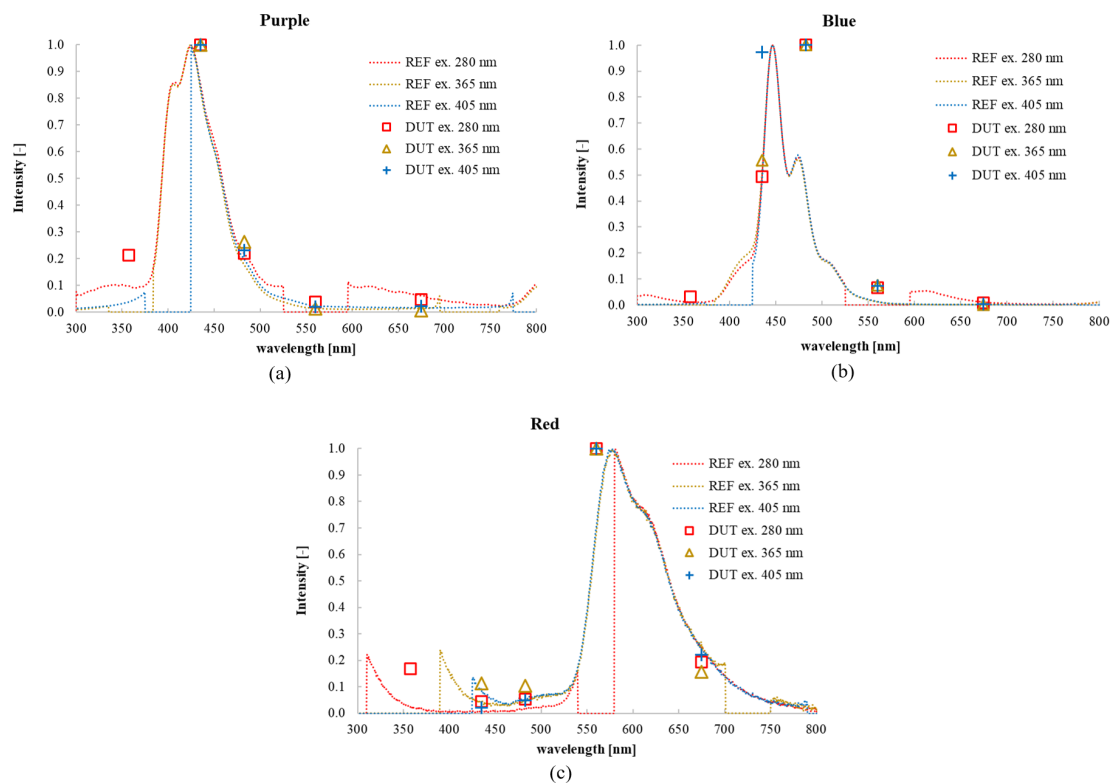 Purple
Intensity [-]
1.0
0.9
0.8
0.7
0.6
0.5
0.4
0.3
0.2
0.1
0.0
300 350 400 450 500 550 600 650 700 750 800
wavelength [nm]
REF ex. 280 nm
REF ex. 365 nm
REF ex. 405 nm
DUT ex. 280 nm
DUT ex. 365 nm
DUT ex. 405 nm
(a)
Blue
Intensity [-]
1.0
0.9
0.8
0.7
0.6
0.5
0.4
0.3
0.2
0.1
0.0
300 350 400 450 500 550 600 650 700 750 800
wavelength [nm]
REF ex. 280 nm
REF ex. 365 nm
REF ex. 405 nm
DUT ex. 280 nm
DUT ex. 365 nm
DUT ex. 405 nm
(b)
Red
Intensity [-]
1.0
0.9
0.8
0.7
0.6
0.5
0.4
0.3
0.2
0.1
0.0
300 350 400 450 500 550 600 650 700 750 800
wavelength [nm]
REF ex. 280 nm
REF ex. 365 nm
REF ex. 405 nm
DUT ex. 280 nm
DUT ex. 365 nm
DUT ex. 405 nm
(c)